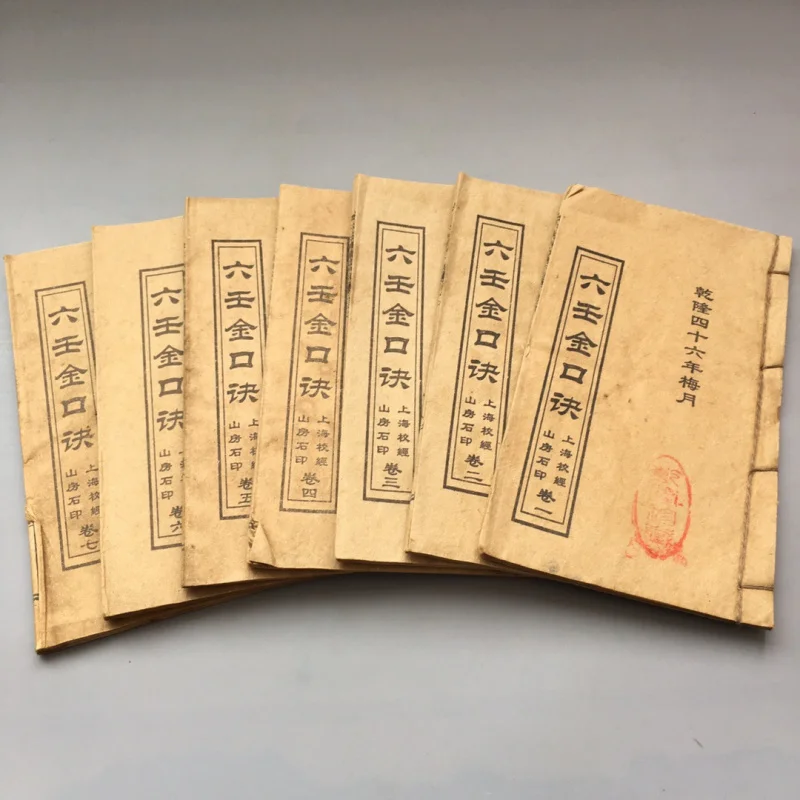 乾隆四十六年梅月
六壬金口诀
上海校經
山房石印
卷一
六壬金口诀
上海校經
山房石印
卷二
六壬金口诀
上海校經
山房石印
卷三
六壬金口诀
上海校經
山房石印
卷四
六壬金口诀
上海校經
山房石印
卷五
六壬金口诀
山房石印
卷六
六壬金口诀
山房石印
卷七